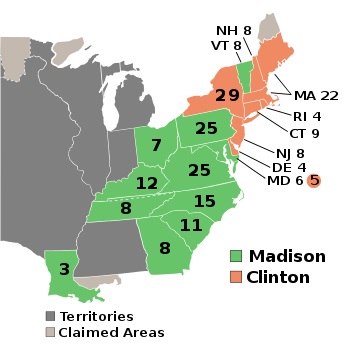 NH 8
VT 8
29
MA 22
RI 4
CT 9
25
7
NJ 8
DE 4
MD 6 5
25
12
15
8
11
8
3
Madison
Clinton
Territories
Claimed Areas